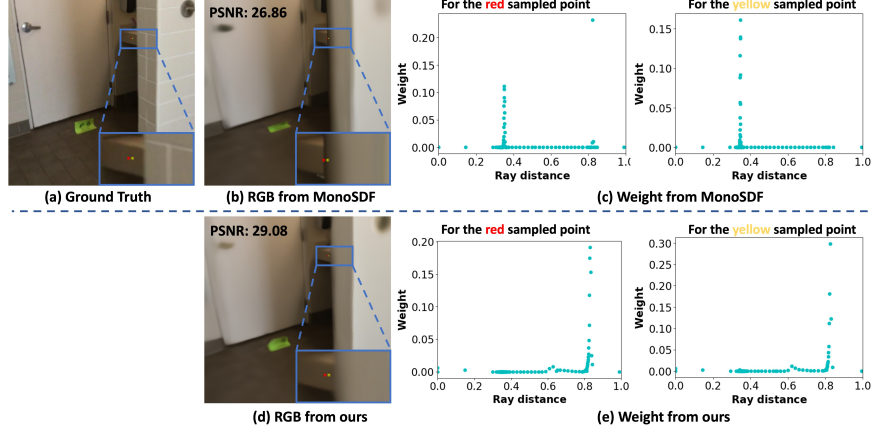 For the red sampled point
For the yellow sampled point
PSNR: 26.86
Weight
0.20
0.15
0.10
0.05
0.00
0.0 0.2 0.4 0.6 0.8 1.0
Ray distance
Weight
0.15
0.10
0.05
0.00
0.0 0.2 0.4 0.6 0.8 1.0
Ray distance
(a) Ground Truth
(b) RGB from MonoSDF
(c) Weight from MonoSDF
PSNR: 29.08
For the red sampled point
For the yellow sampled point
Weight
0.20
0.15
0.10
0.05
0.00
0.0 0.2 0.4 0.6 0.8 1.0
Ray distance
Weight
0.30
0.25
0.20
0.15
0.10
0.05
0.00
0.0 0.2 0.4 0.6 0.8 1.0
Ray distance
(d) RGB from ours
(e) Weight from ours